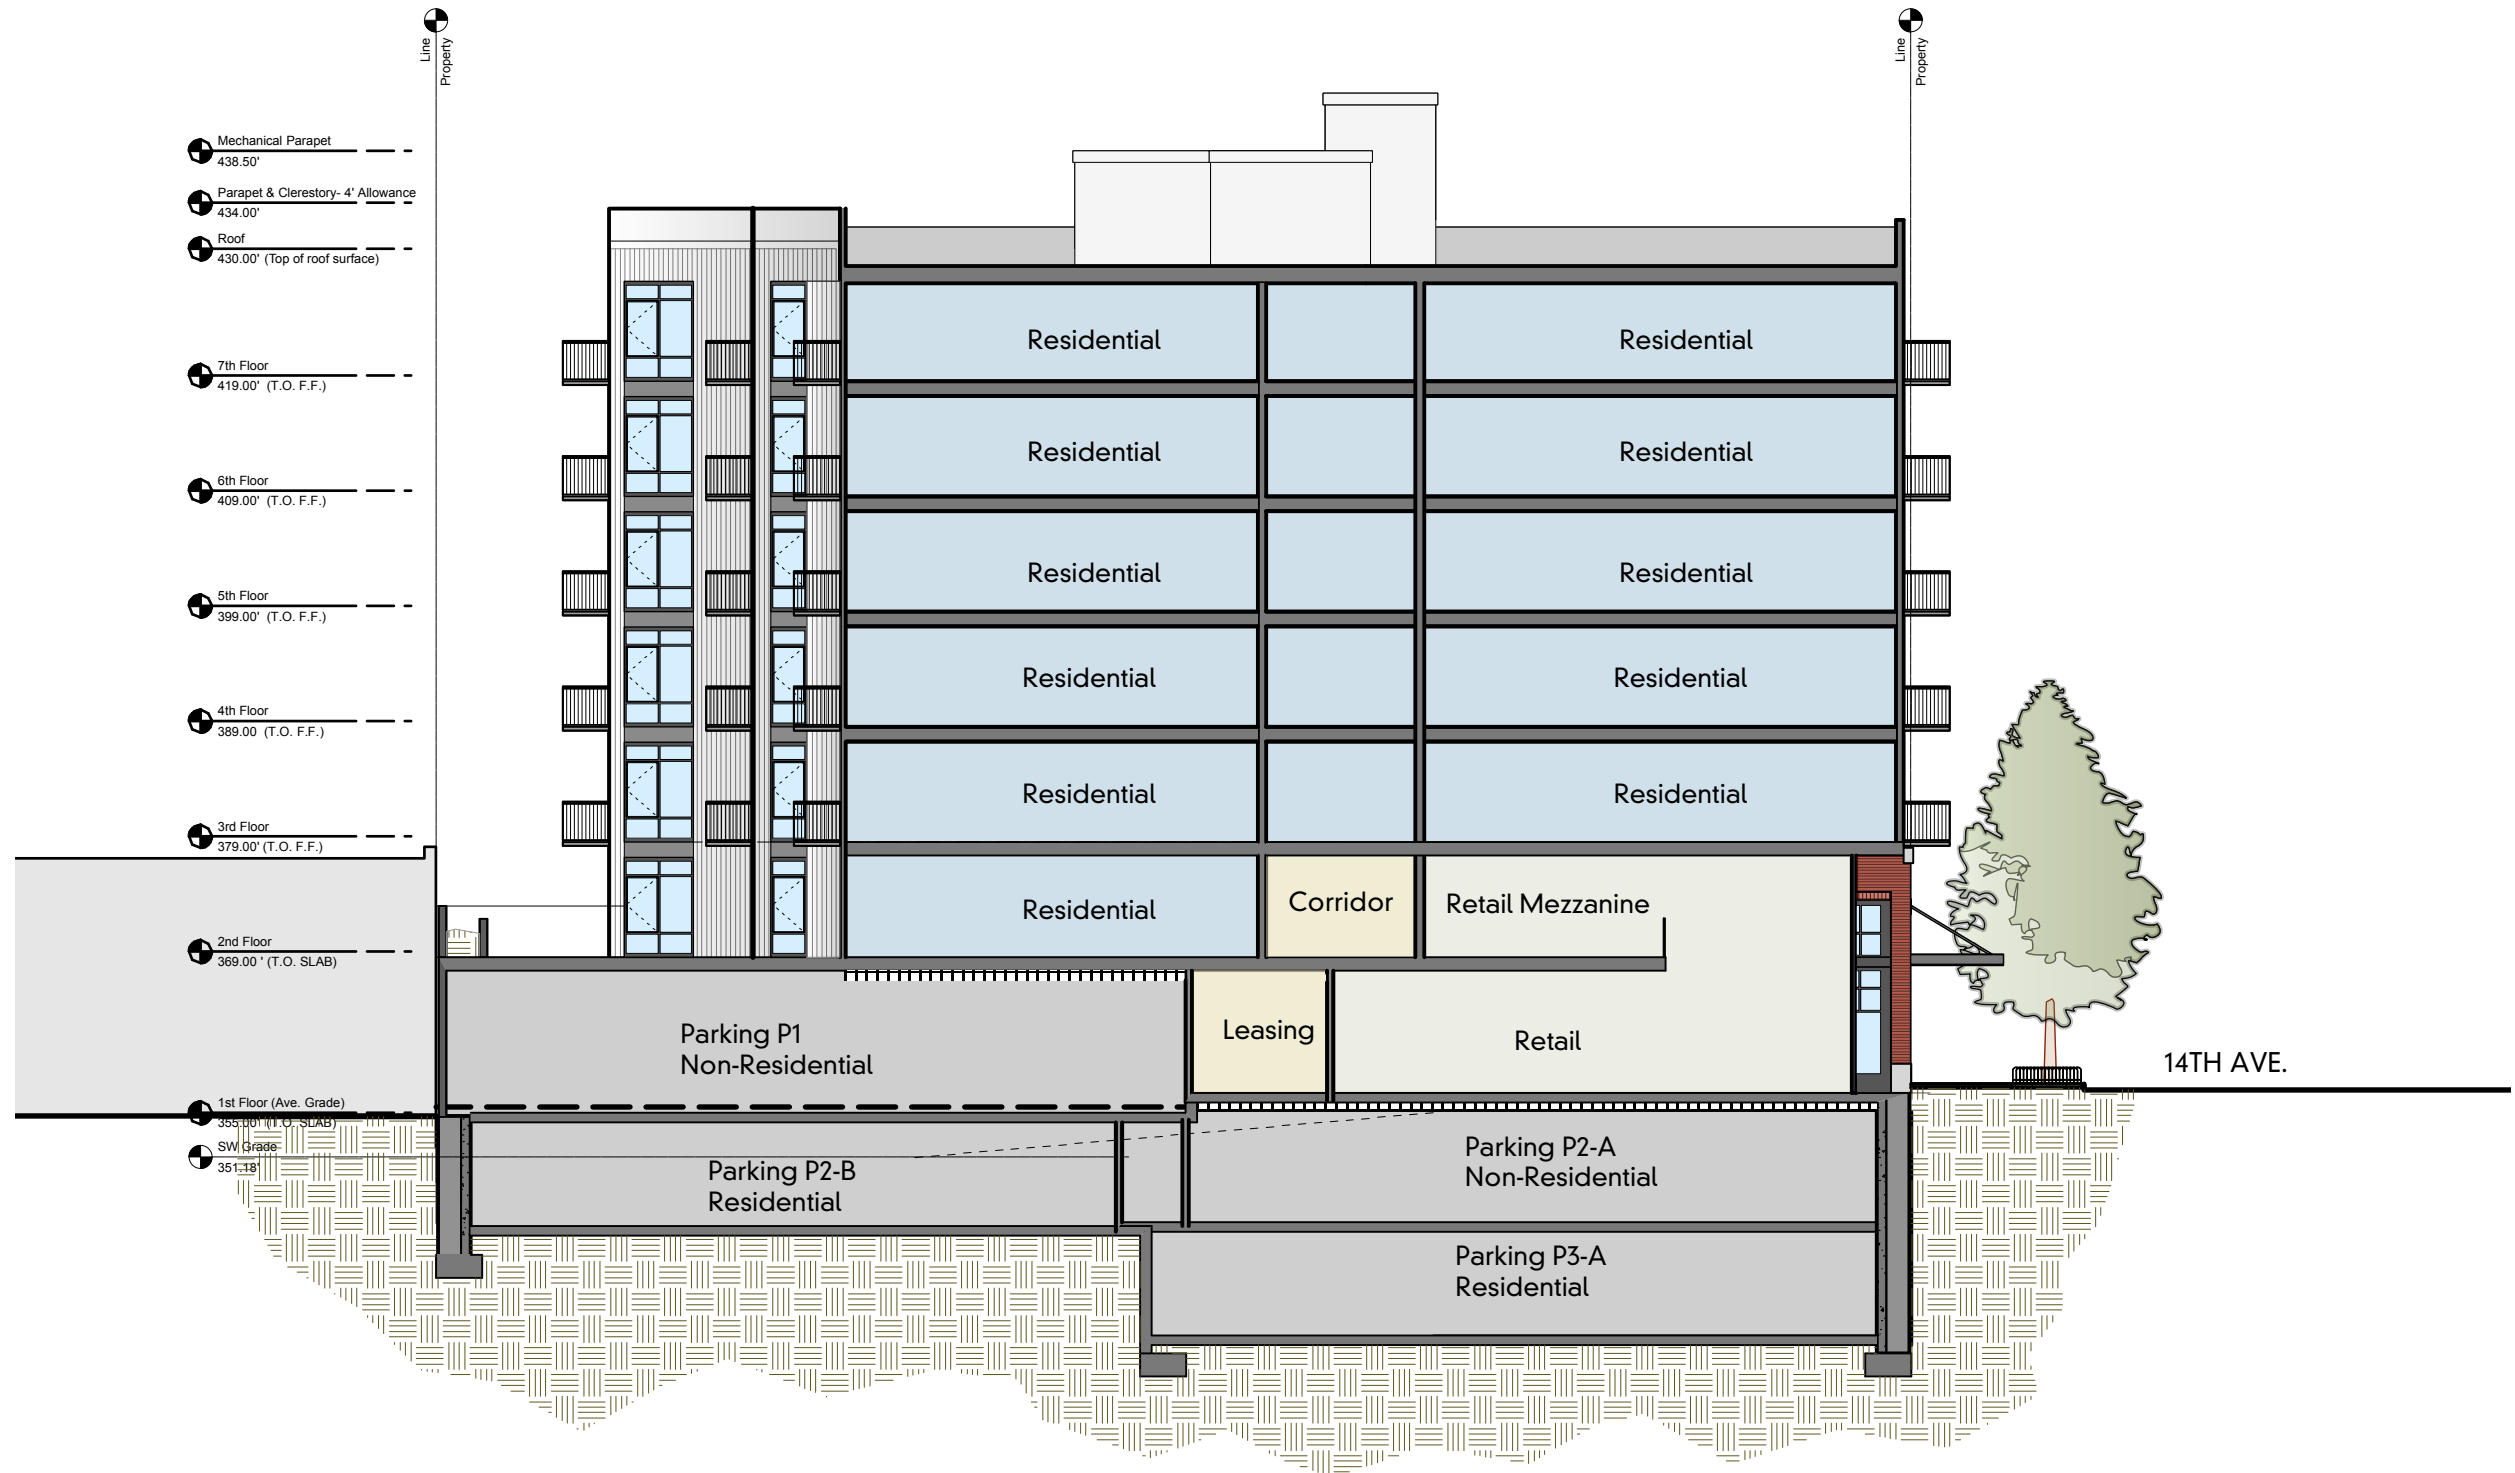 Line
Property
Line
Property
Mechanical Parapet
438.50'
Parapet & Clerestory- 4' Allowance
434.00'
Roof
430.00' (Top of roof surface)
7th Floor
419.00' (T.O. F.F.)
6th Floor
409.00' (T.O. F.F.)
5th Floor
399.00' (T.O. F.F.)
4th Floor
389.00 (T.O. F.F.)
3rd Floor
379.00' (T.O. F.F.)
2nd Floor
369.00 ' (T.O. SLAB)
1st Floor (Ave. Grade)
355.00' (T.O. SLAB)
SW Grade
351.18'
Residential
Residential
Residential
Residential
Residential
Residential
Residential
Residential
Residential
Residential
Residential
Corridor
Retail Mezzanine
Parking P1
Non-Residential
Leasing
Retail
14TH AVE.
Parking P2-B
Residential
Parking P2-A
Non-Residential
Parking P3-A
Residential